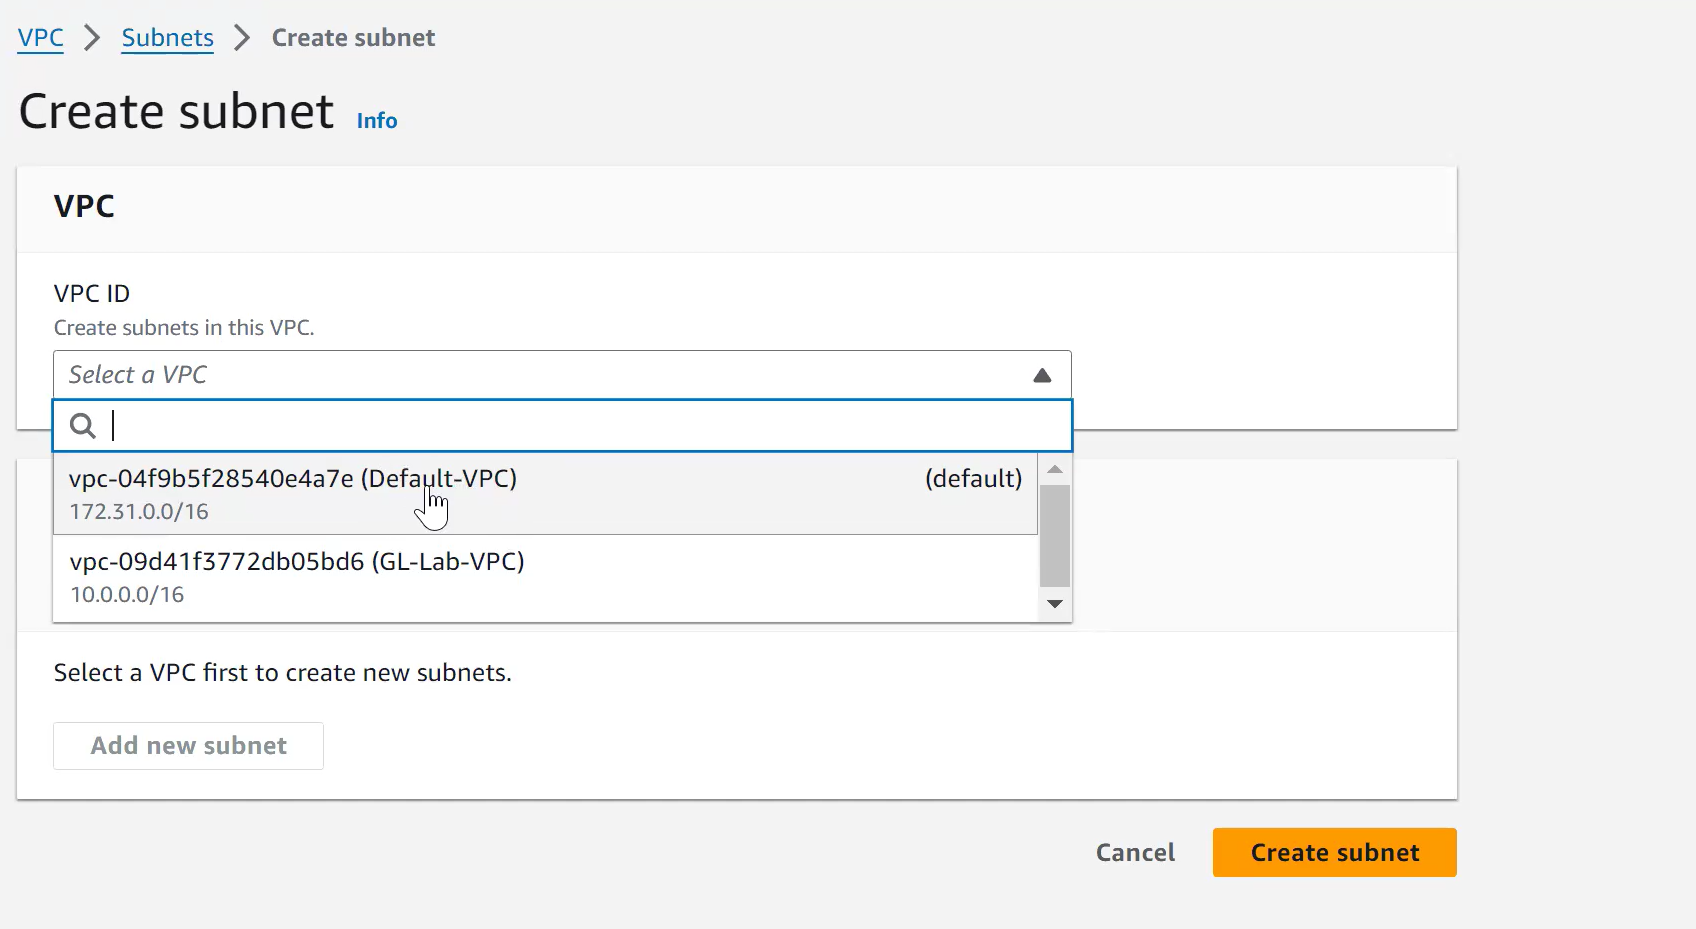 VPC > Subnets > Create subnet
Create subnet Info
VPC
VPC ID
Create subnets in this VPC.
Select a VPC
vpc-04f9b5f28540e4a7e (Default-VPC) (default)
172.31.0.0/16
vpc-09d41f3772db05bd6 (GL-Lab-VPC)
10.0.0.0/16
Select a VPC first to create new subnets.
Add new subnet
Cancel Create subnet